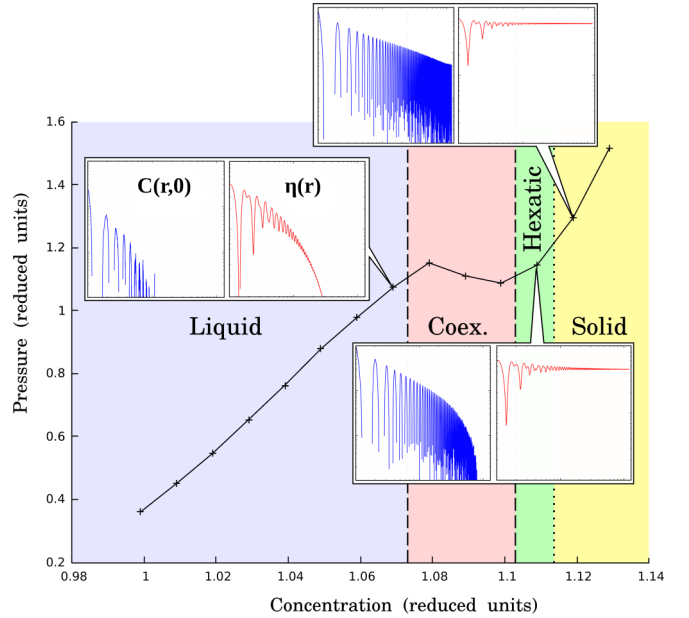 C(r,0)
η(r)
Liquid
Coex.
Hexatic
Solid
Pressure (reduced units)
1.6
1.4
1.2
1
0.8
0.6
0.4
0.2
0.98
1
1.02
1.04
1.06
1.08
1.1
1.12
1.14
Concentration (reduced units)